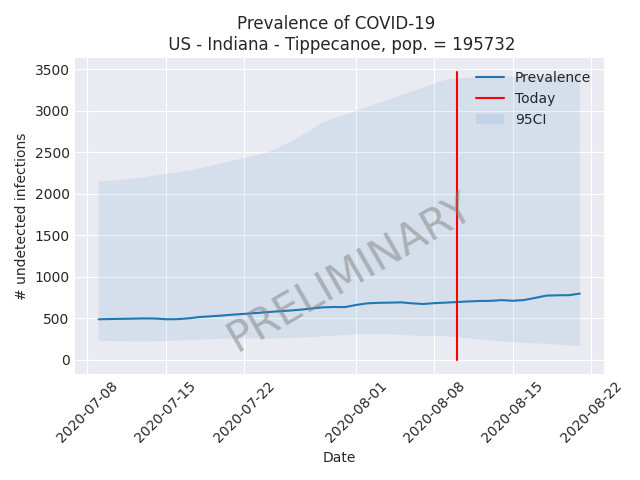 Prevalence of COVID-19
US - Indiana - Tippecanoe, pop. = 195732
3500
3000
2500
2000
1500
1000
500
0
# undetected infections
Prevalence
Today
95CI
PRELIMINARY
2020-07-08
2020-07-15
2020-07-22
2020-08-01
2020-08-08
2020-08-15
2020-08-22
Date